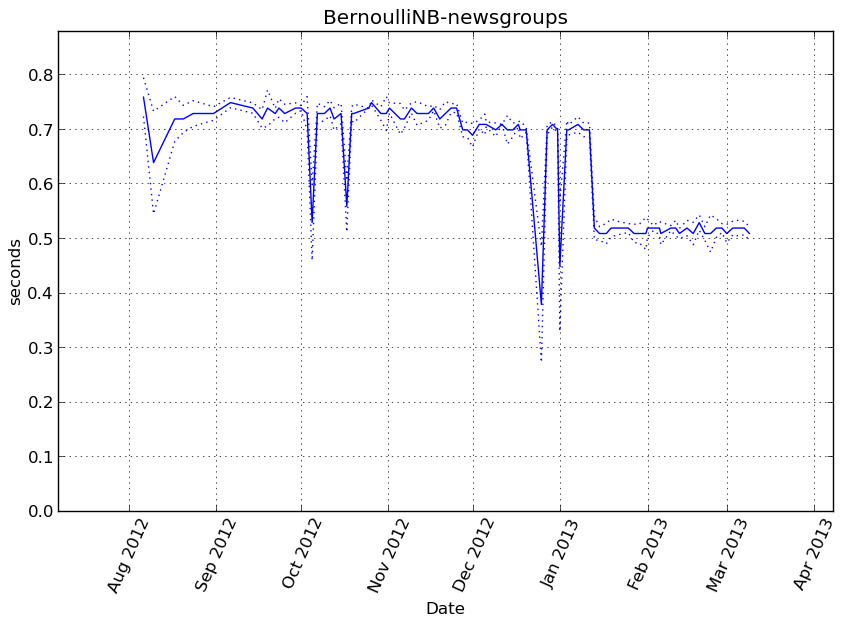 BernoulliNB-newsgroups
0.8
0.7
0.6
0.5
0.4
0.3
0.2
0.1
0.0
seconds
Aug 2012
Sep 2012
Oct 2012
Nov 2012
Dec 2012
Jan 2013
Feb 2013
Mar 2013
Apr 2013
Date